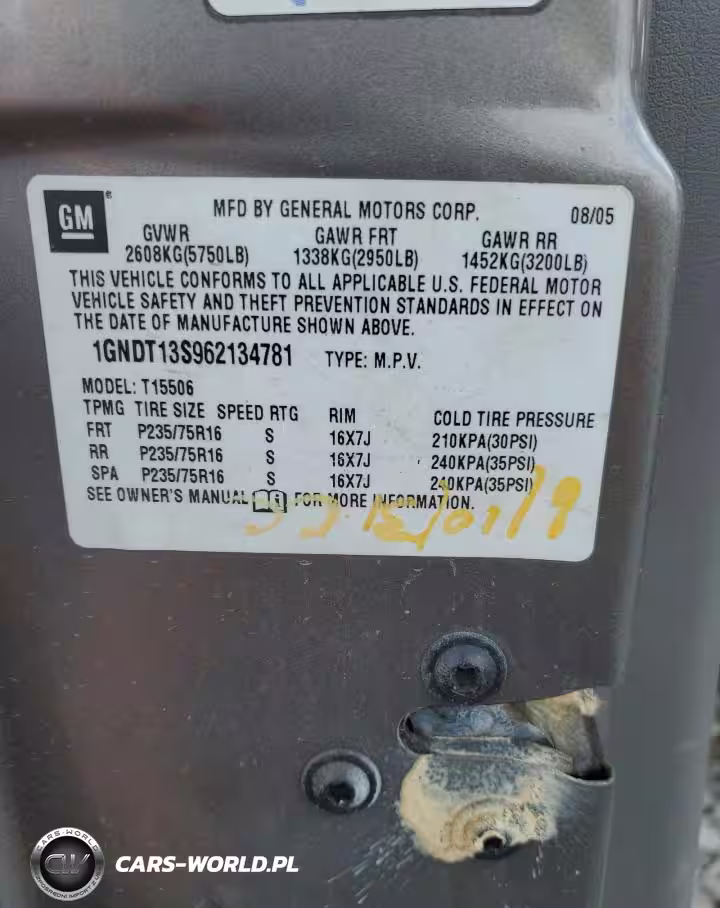 GM
MFD BY GENERAL MOTORS CORP. 08/05
GVWR GAWR FRT GAWR RR
2608KG(5750LB) 1338KG(2950LB) 1452KG(3200LB)
THIS VEHICLE CONFORMS TO ALL APPLICABLE U.S. FEDERAL MOTOR
VEHICLE SAFETY AND THEFT PREVENTION STANDARDS IN EFFECT ON
THE DATE OF MANUFACTURE SHOWN ABOVE.
1GNDT13S962134781 TYPE: M.P.V.
MODEL: T15506
TPMG TIRE SIZE SPEED RTG RIM COLD TIRE PRESSURE
FRT P235/75R16 S 16X7J 210KPA(30PSI)
RR P235/75R16 S 16X7J 240KPA(35PSI)
SPA P235/75R16 S 16X7J 240KPA(35PSI)
SEE OWNER'S MANUAL FOR MORE INFORMATION.
CARS-WORLD.PL